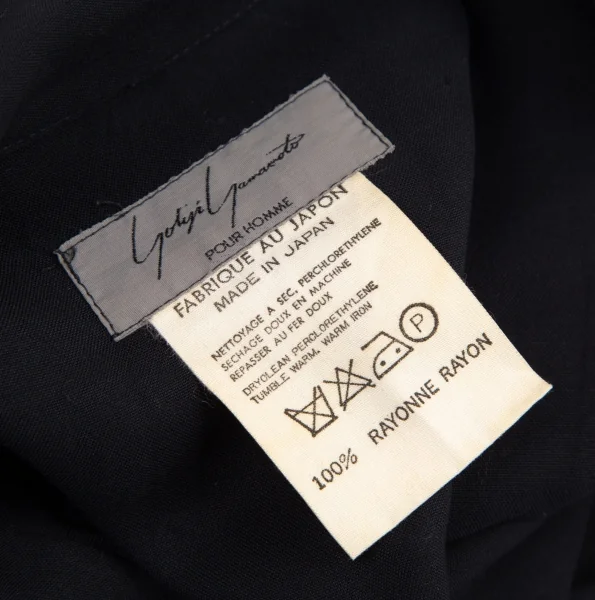 Yohji Yamamoto
POUR HOMME
FABRIQUE AU JAPON
MADE IN JAPAN
NETTOYAGE A SEC, PERCHLORETHYLENE
SECHAGE DOUX EN MACHINE
REPASSER AU FER DOUX
DRYCLEAN PERCLORETHYLENE
TUMBLE, WARM, WARM IRON
P
100% RAYONNE RAYON